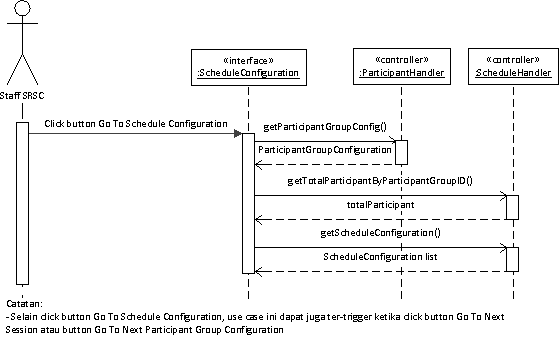 «interface»
:ScheduleConfiguration
«controller»
:ParticipantHandler
«controller»
ScheduleHandler
Staff SRSC
Click button Go To Schedule Configuration
getParticipantGroupConfig()
ParticipantGroupConfiguration
getTotalParticipantByParticipantGroupID()
totalParticipant
getScheduleConfiguration()
ScheduleConfiguration list
Catatan:
- Selain click button Go To Schedule Configuration, use case ini dapat juga ter-trigger ketika click button Go To Next
Session atau button Go To Next Participant Group Configuration